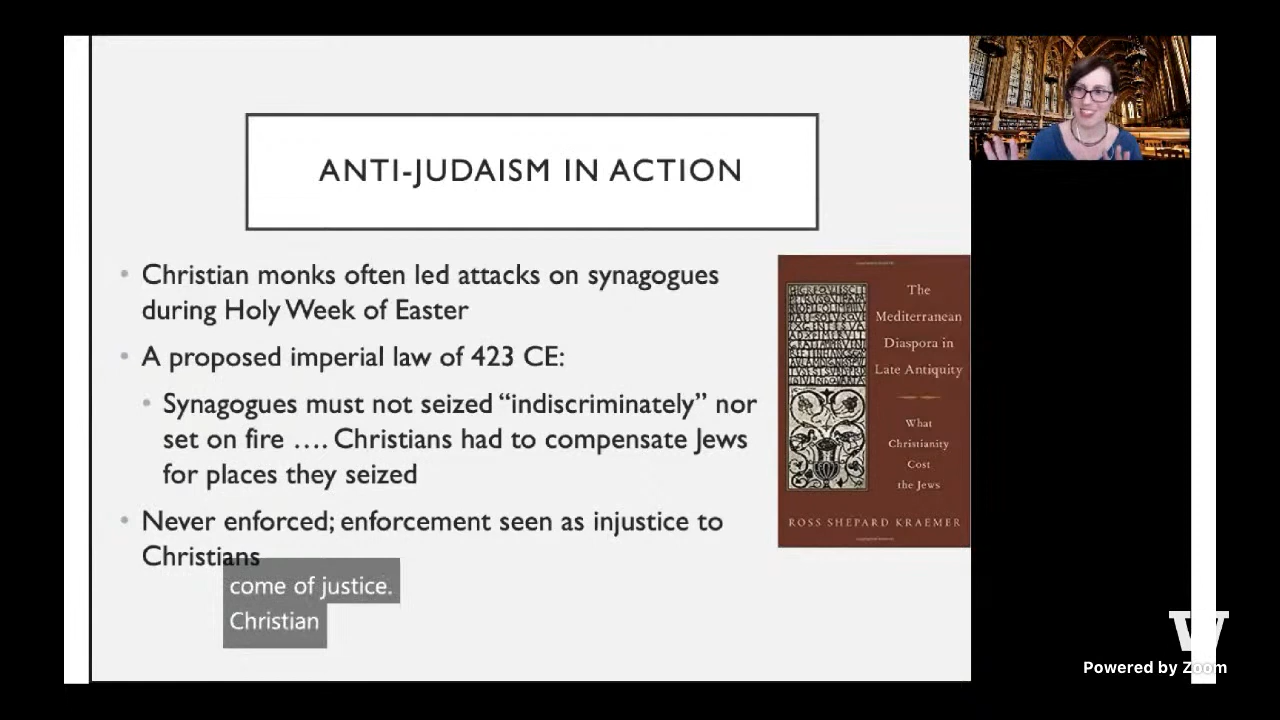 ANTI-JUDAISM IN ACTION
• Christian monks often led attacks on synagogues
during Holy Week of Easter
• A proposed imperial law of 423 CE:
• Synagogues must not seized “indiscriminately” nor
set on fire …. Christians had to compensate Jews
for places they seized
• Never enforced; enforcement seen as injustice to
Christians
come of justice.
Christian
The
Mediterranean
Diaspora in
Late Antiquity
What
Christianity
Cost
the Jews
ROSS SHEPARD KRAEMER
W
Powered by Zoom